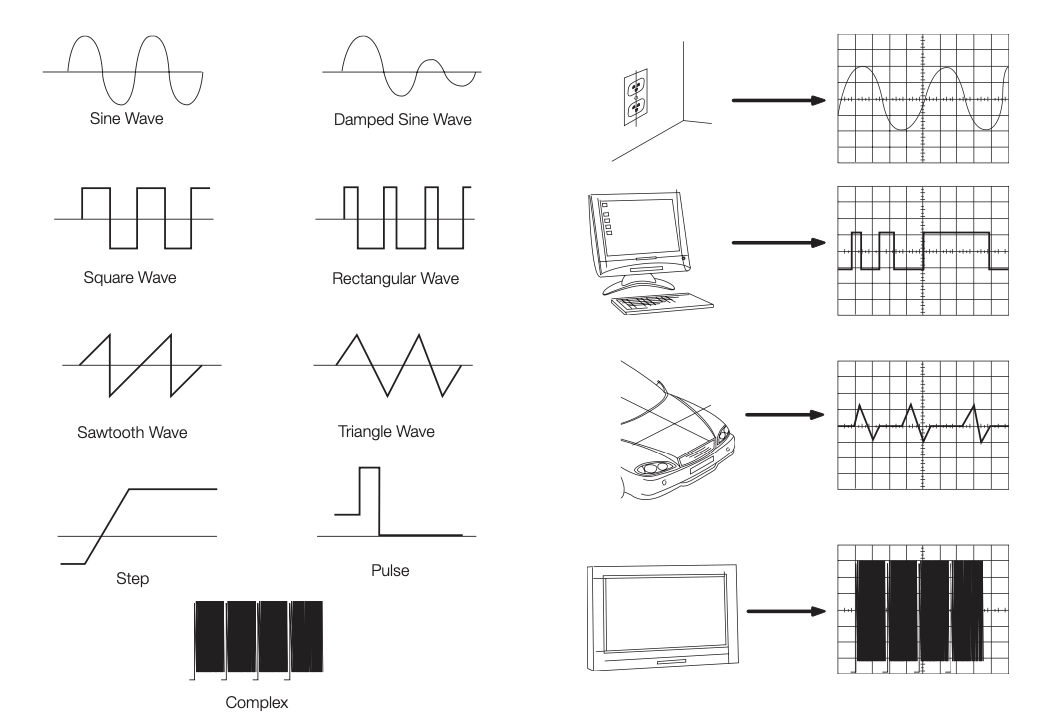 Sine Wave
Damped Sine Wave
Square Wave
Rectangular Wave
Sawtooth Wave
Triangle Wave
Step
Pulse
Complex